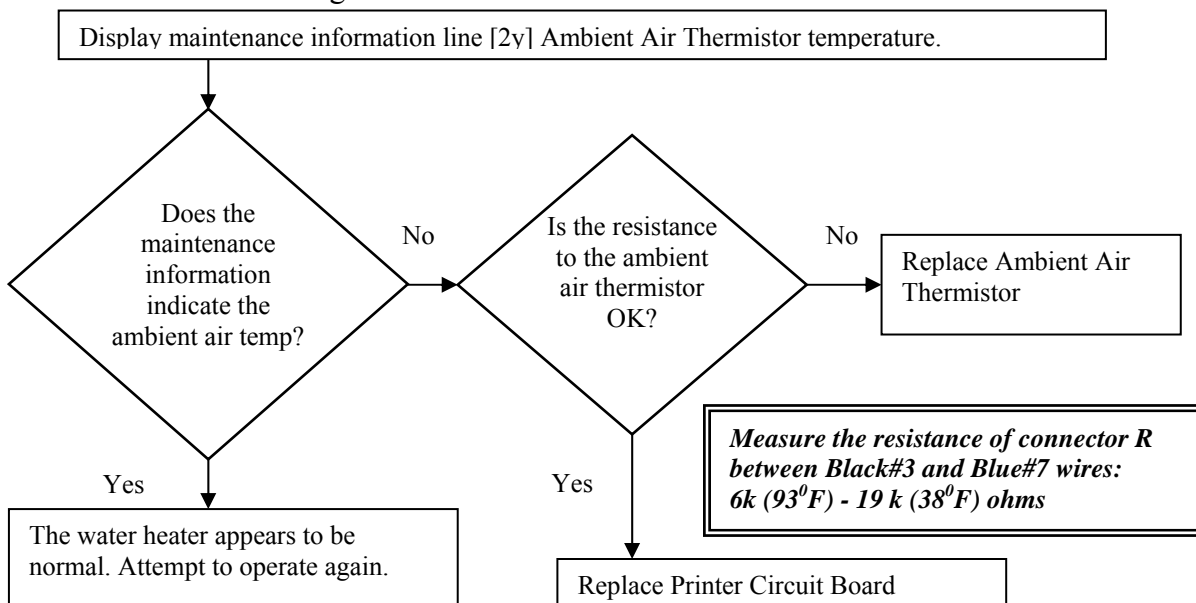 Display maintenance information line [2y] Ambient Air Thermistor temperature.
Does the
maintenance
information
indicate the
ambient air temp?
No
Is the resistance
to the ambient
air thermistor
OK?
No
Replace Ambient Air
Thermistor
Measure the resistance of connector R
between Black#3 and Blue#7 wires:
6k (93⁰F) - 19 k (38⁰F) ohms
Yes
The water heater appears to be
normal. Attempt to operate again.
Yes
Replace Printer Circuit Board